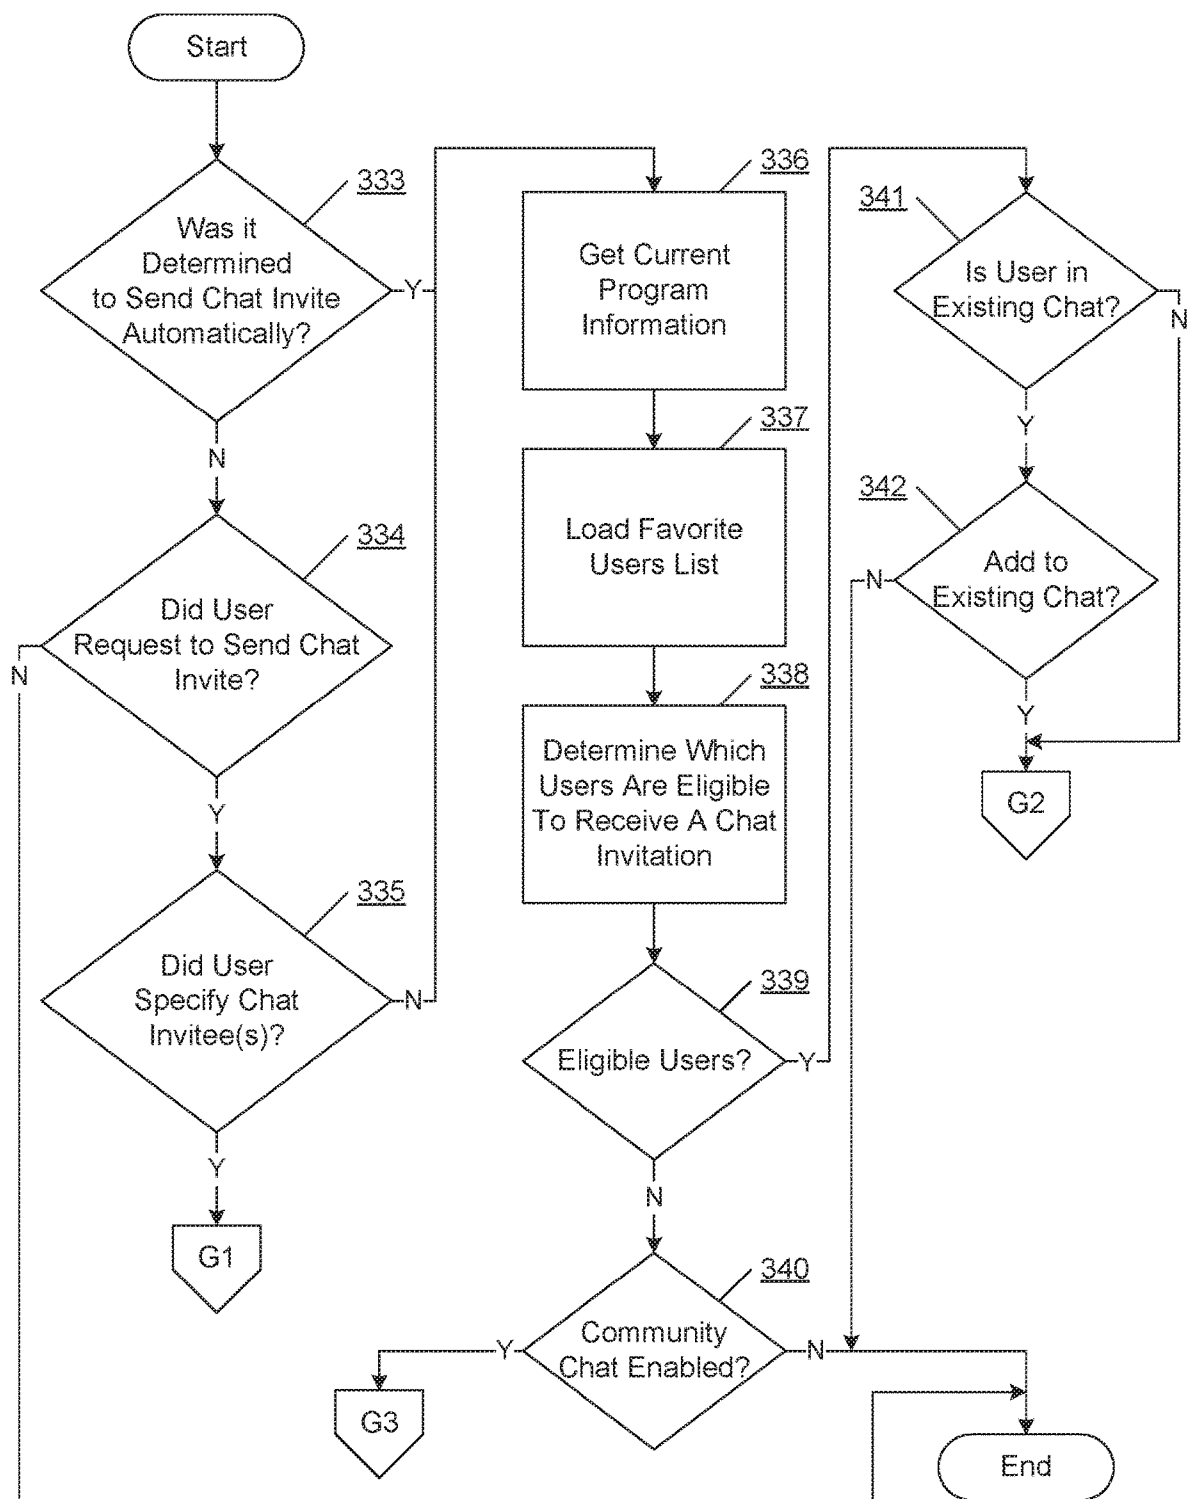 Start
333
Was it
Determined
to Send Chat Invite
Automatically?
Y
N
334
Did User
Request to Send Chat
Invite?
N
Y
335
Did User
Specify Chat
Invitee(s)?
N
Y
G1
336
Get Current
Program
Information
337
Load Favorite
Users List
338
Determine Which
Users Are Eligible
To Receive A Chat
Invitation
339
Eligible Users?
Y
N
340
Community
Chat Enabled?
Y
N
G3
341
Is User in
Existing Chat?
N
Y
342
Add to
Existing Chat?
N
Y
G2
End